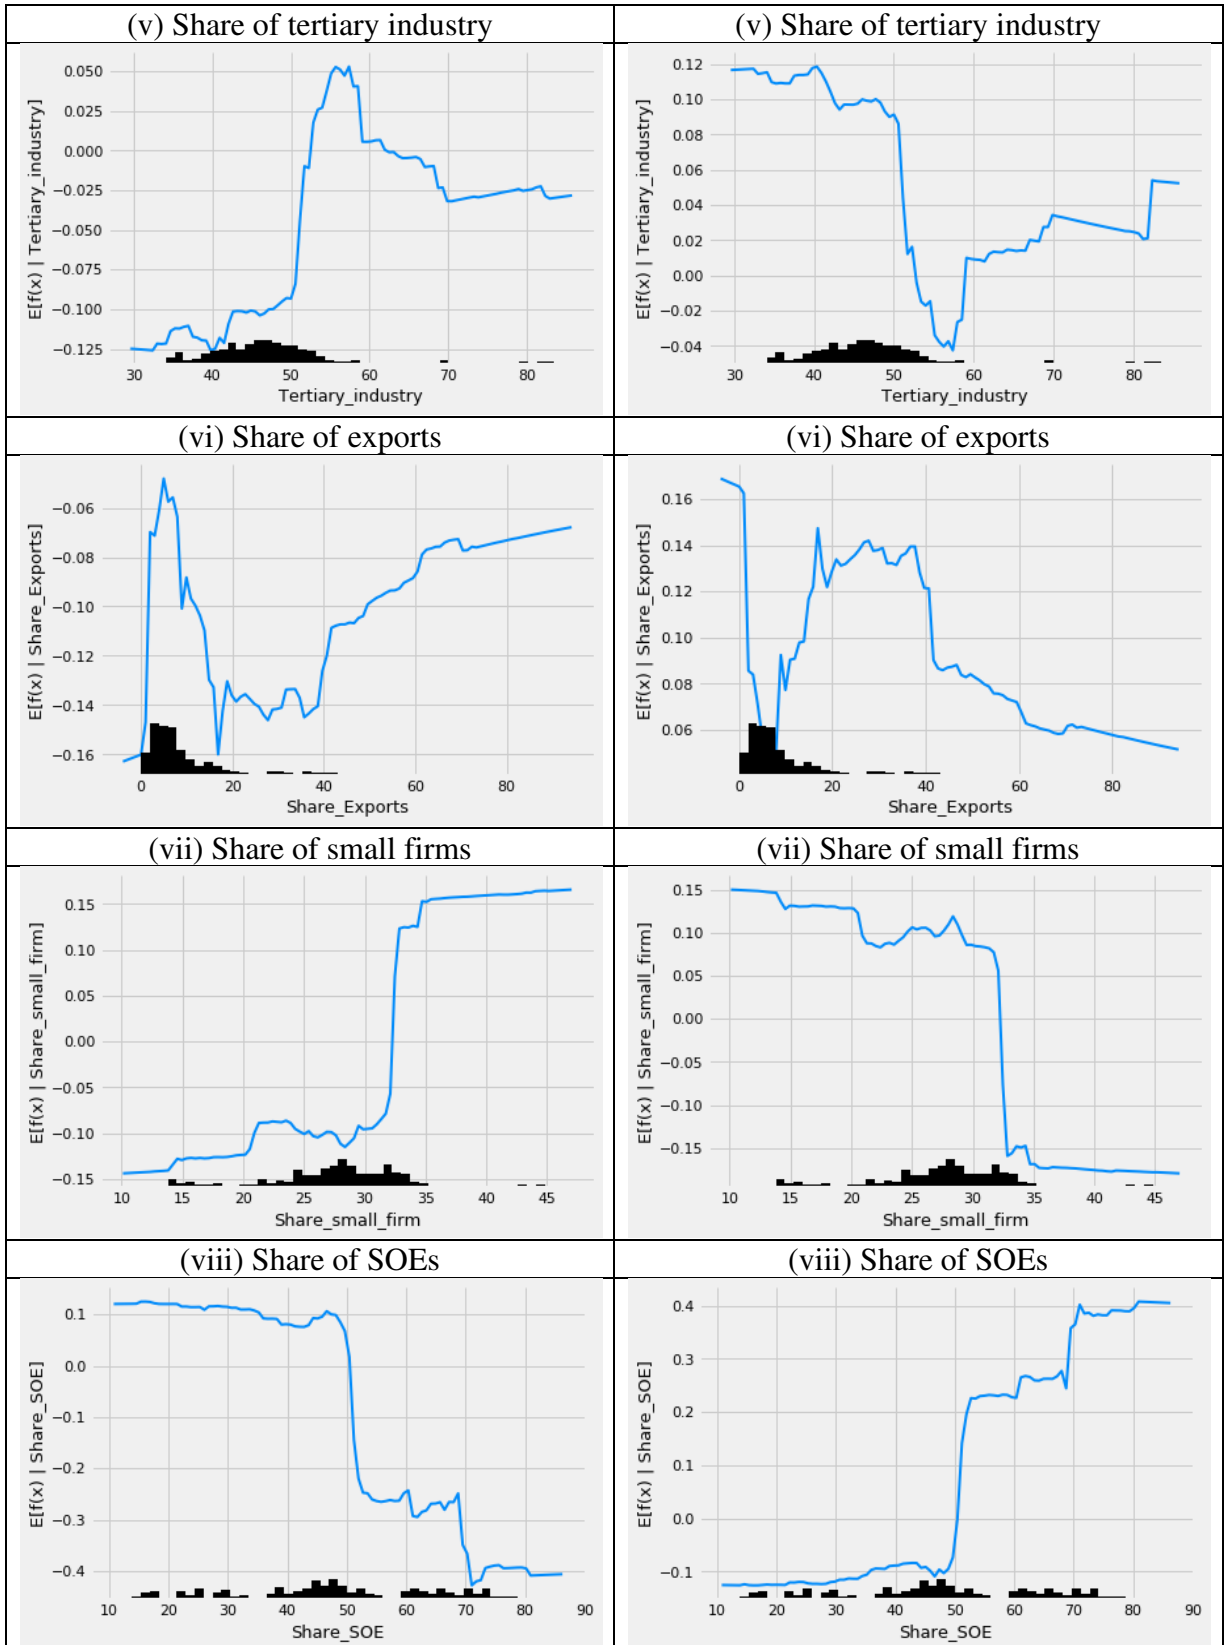 (v) Share of tertiary industry
(v) Share of tertiary industry
E[f(x) | Tertiary_industry]
0.050
0.025
0.000
−0.025
−0.050
−0.075
−0.100
−0.125
30 40 50 60 70 80
Tertiary_industry
E[f(x) | Tertiary_industry]
0.12
0.10
0.08
0.06
0.04
0.02
0.00
−0.02
−0.04
30 40 50 60 70 80
Tertiary_industry
(vi) Share of exports
(vi) Share of exports
E[f(x) | Share_Exports]
−0.06
−0.08
−0.10
−0.12
−0.14
−0.16
0 20 40 60 80
Share_Exports
E[f(x) | Share_Exports]
0.16
0.14
0.12
0.10
0.08
0.06
0 20 40 60 80
Share_Exports
(vii) Share of small firms
(vii) Share of small firms
E[f(x) | Share_small_firm]
0.15
0.10
0.05
0.00
−0.05
−0.10
−0.15
10 15 20 25 30 35 40 45
Share_small_firm
E[f(x) | Share_small_firm]
0.15
0.10
0.05
0.00
−0.05
−0.10
−0.15
10 15 20 25 30 35 40 45
Share_small_firm
(viii) Share of SOEs
(viii) Share of SOEs
E[f(x) | Share_SOE]
0.1
0.0
−0.1
−0.2
−0.3
−0.4
10 20 30 40 50 60 70 80 90
Share_SOE
E[f(x) | Share_SOE]
0.4
0.3
0.2
0.1
0.0
−0.1
10 20 30 40 50 60 70 80 90
Share_SOE